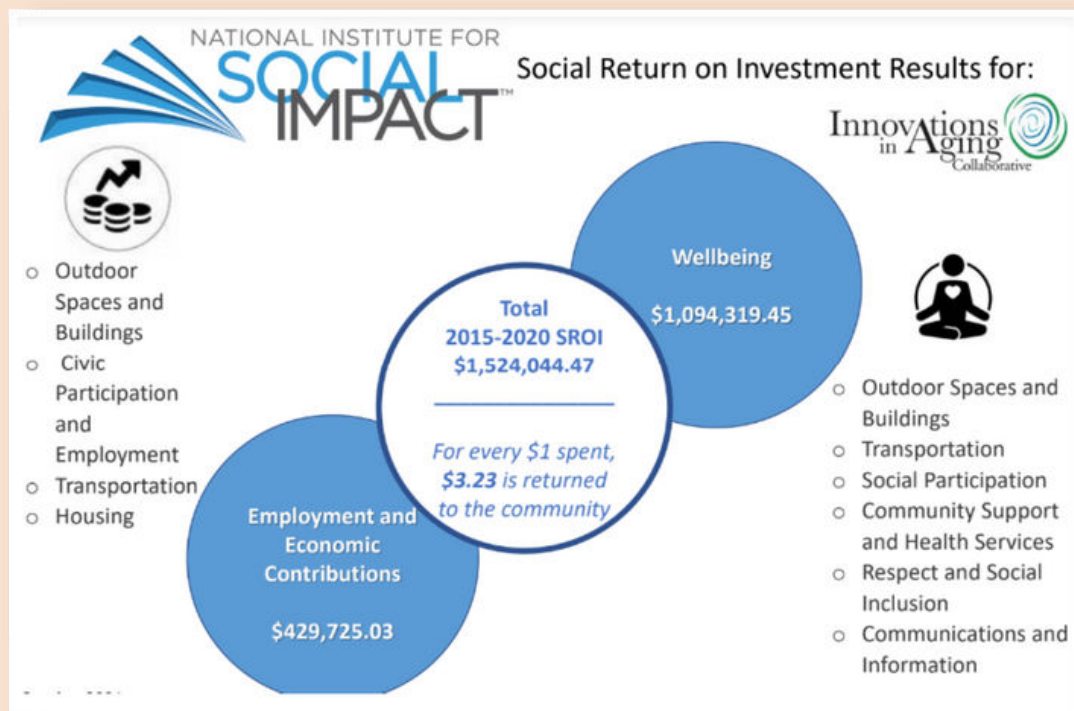 NATIONAL INSTITUTE FOR
SOCIAL
IMPACT™
Social Return on Investment Results for:
Innovations
in Aging
Collaborative
○ Outdoor
Spaces and
Buildings
○ Civic
Participation
and
Employment
○ Transportation
○ Housing
Wellbeing
$1,094,319.45
Total
2015-2020 SROI
$1,524,044.47
For every $1 spent,
$3.23 is returned
to the community
Employment and
Economic
Contributions
$429,725.03
○ Outdoor Spaces and
Buildings
○ Transportation
○ Social Participation
○ Community Support
and Health Services
○ Respect and Social
Inclusion
○ Communications and
Information